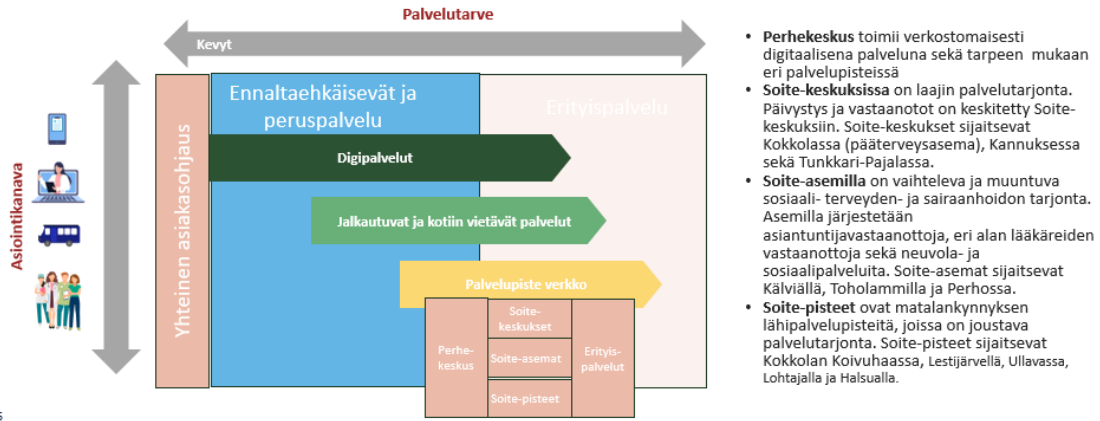 Palvelutarve
Kevyt
Asiointikanava
Yhteinen asiakasohjaus
Ennaltaehkäisevät ja
peruspalvelu
Erityispalvelu
Digipalvelut
Jalkautuvat ja kotiin vietävät palvelut
Palvelupiste verkko
Perhe-
keskus
Soite-
keskukset
Soite-asemat
Soite-pisteet
Erityis-
palvelut
• Perhekeskus toimii verkostomaisesti
digitaalisena palveluna sekä tarpeen mukaan
eri palvelupisteissä
• Soite-keskuksissa on laajin palvelutarjonta.
Päivystys ja vastaanotot on keskitetty Soite-
keskuksiin. Soite-keskukset sijaitsevat
Kokkolassa (pääterveysasema), Kannuksessa
sekä Tunkkari-Pajalassa.
• Soite-asemilla on vaihteleva ja muuntuva
sosiaali- terveyden- ja sairaanhoidon tarjonta.
Asemilla järjestetään
asiantuntijavastaanottoja, eri alan lääkäreiden
vastaanottoja sekä neuvola- ja
sosiaalipalveluita. Soite-asemat sijaitsevat
Kälviällä, Toholammilla ja Perhossa.
• Soite-pisteet ovat matalankynnyksen
lähipalvelupisteitä, joissa on joustava
palvelutarjonta. Soite-pisteet sijaitsevat
Kokkolan Koivuhaassa, Lestijärvellä, Ullavassa,
Lohtajalla ja Halsualla.